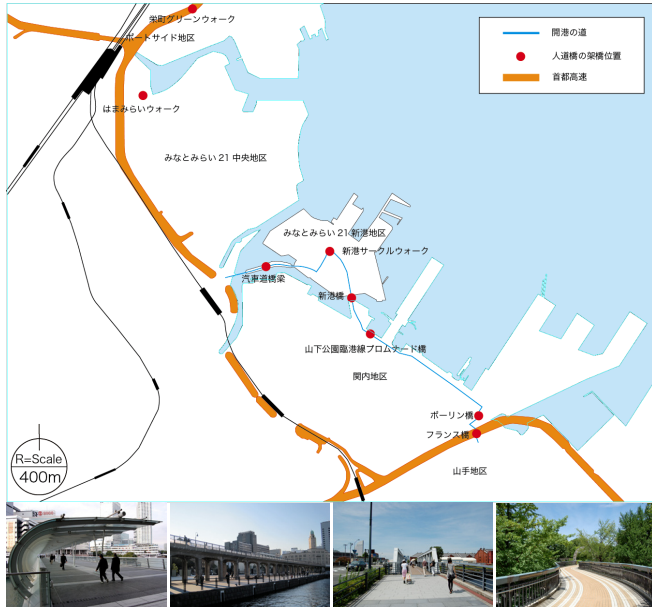 栄町グリーンウォーク
ポートサイド地区
開港の道
人道橋の架橋位置
首都高速
はまみらいウォーク
みなとみらい21中央地区
みなとみらい21新港地区
新港サークルウォーク
汽車道橋梁
新港橋
山下公園臨港線プロムナード橋
関内地区
ポーリン橋
フランス橋
山手地区
R=Scale
400m